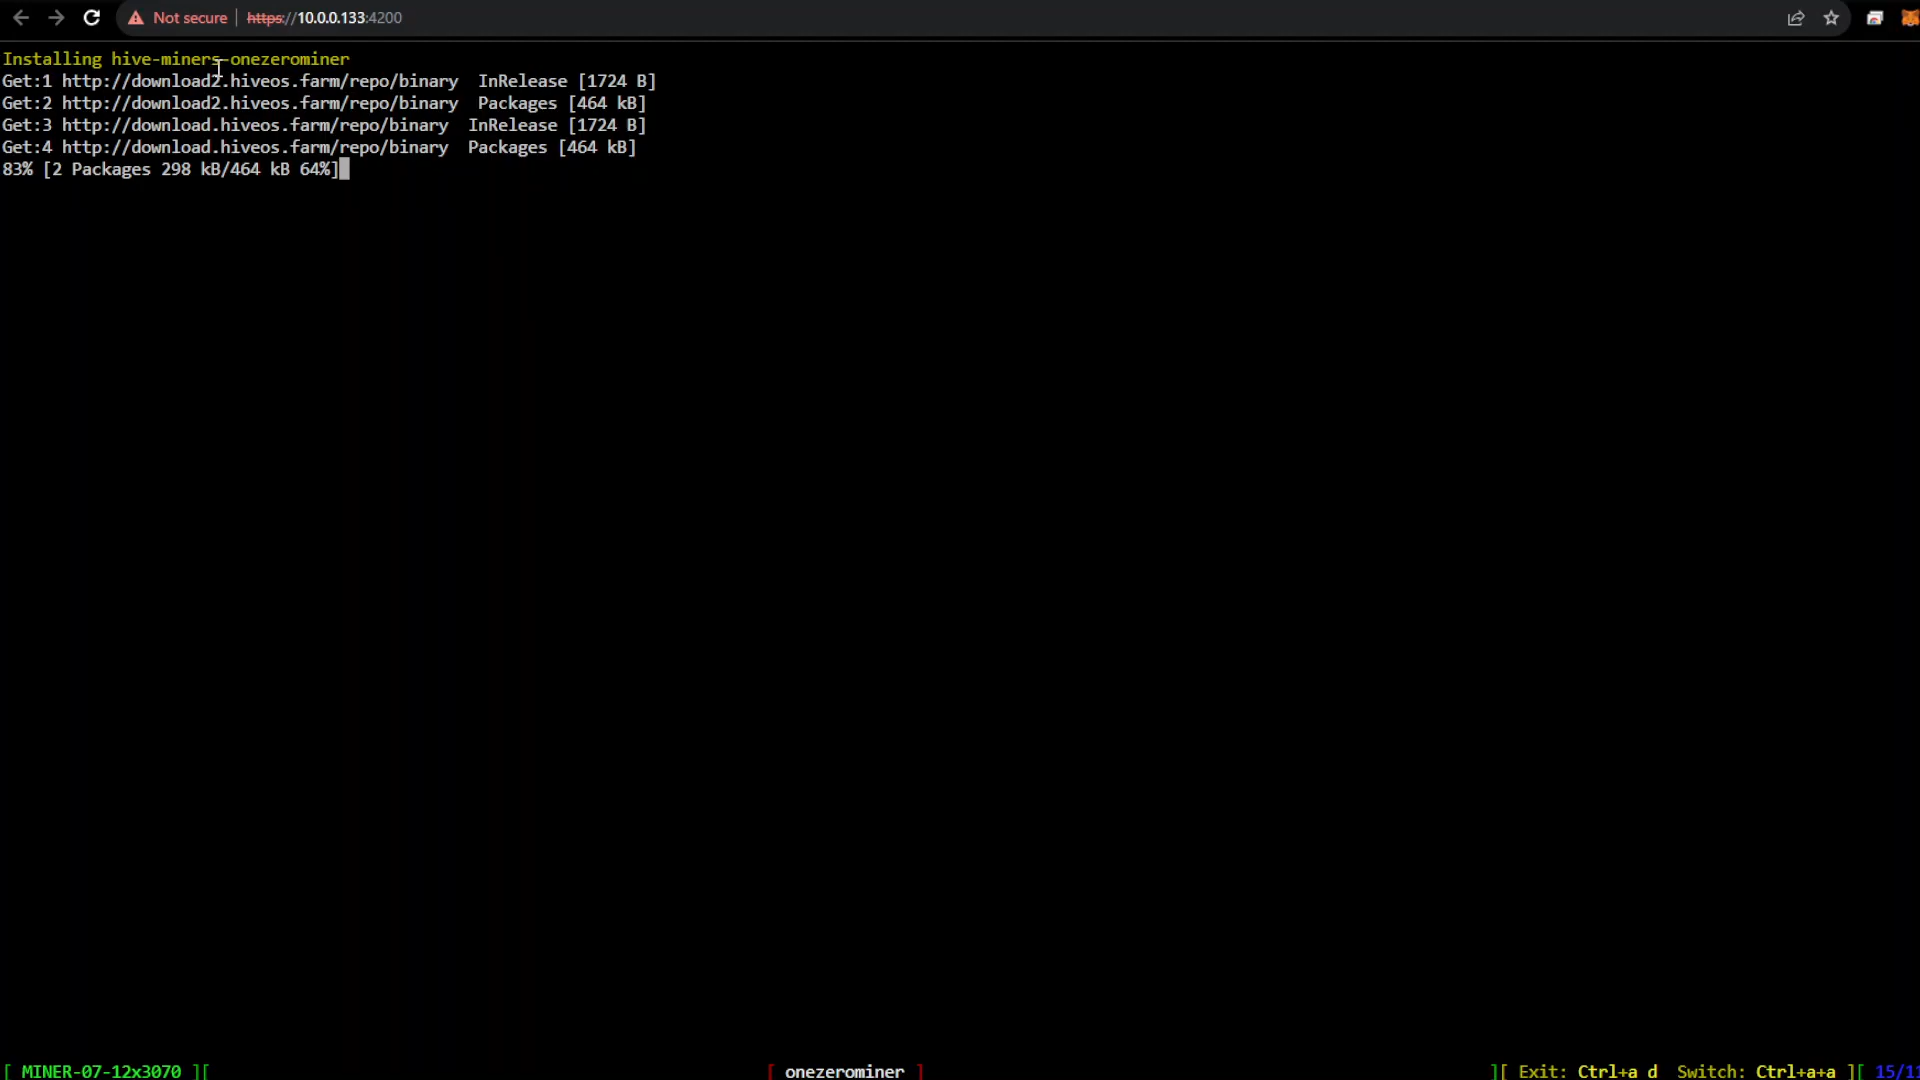 Not secure | https://10.0.0.133:4200
Installing hive-miners-onezerominer
Get:1 http://download2.hiveos.farm/repo/binary  InRelease [1724 B]
Get:2 http://download2.hiveos.farm/repo/binary  Packages [464 kB]
Get:3 http://download.hiveos.farm/repo/binary  InRelease [1724 B]
Get:4 http://download.hiveos.farm/repo/binary  Packages [464 kB]
83% [2 Packages 298 kB/464 kB 64%]
[ MINER-07-12x3070 ][ [ onezerominer ] ][ Exit: Ctrl+a d  Switch: Ctrl+a+a ][ 15/11